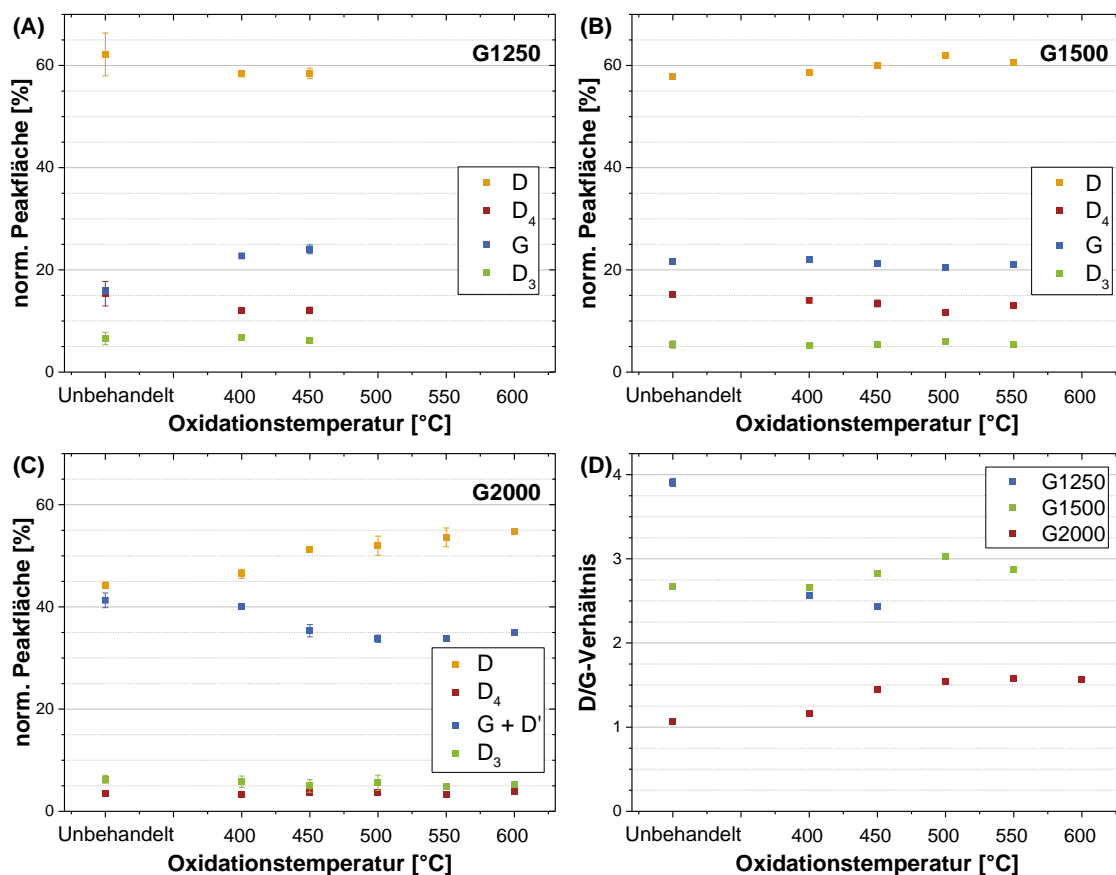 (A)
G1250
norm. Peakfläche [%]
60
40
20
0
D
D4
G
D3
Unbehandelt 400 450 500 550 600
Oxidationstemperatur [°C]
(B)
G1500
norm. Peakfläche [%]
60
40
20
0
D
D4
G
D3
Unbehandelt 400 450 500 550 600
Oxidationstemperatur [°C]
(C)
G2000
norm. Peakfläche [%]
60
40
20
0
D
D4
G + D'
D3
Unbehandelt 400 450 500 550 600
Oxidationstemperatur [°C]
(D)
D/G-Verhältnis
4
3
2
1
0
G1250
G1500
G2000
Unbehandelt 400 450 500 550 600
Oxidationstemperatur [°C]